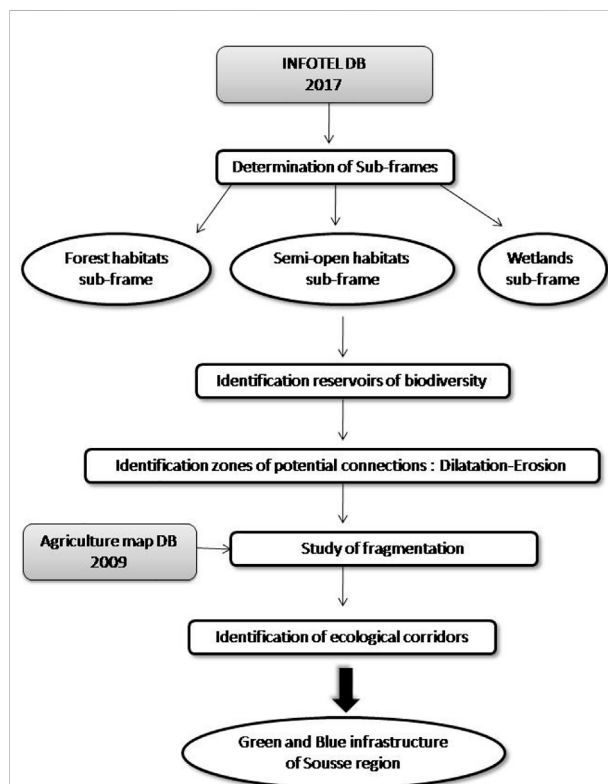 INFOTEL DB
2017
Determination of Sub-frames
Forest habitats
sub-frame
Semi-open habitats
sub-frame
Wetlands
sub-frame
Identification reservoirs of biodiversity
Identification zones of potential connections : Dilatation-Erosion
Agriculture map DB
2009
Study of fragmentation
Identification of ecological corridors
Green and Blue infrastructure
of Sousse region